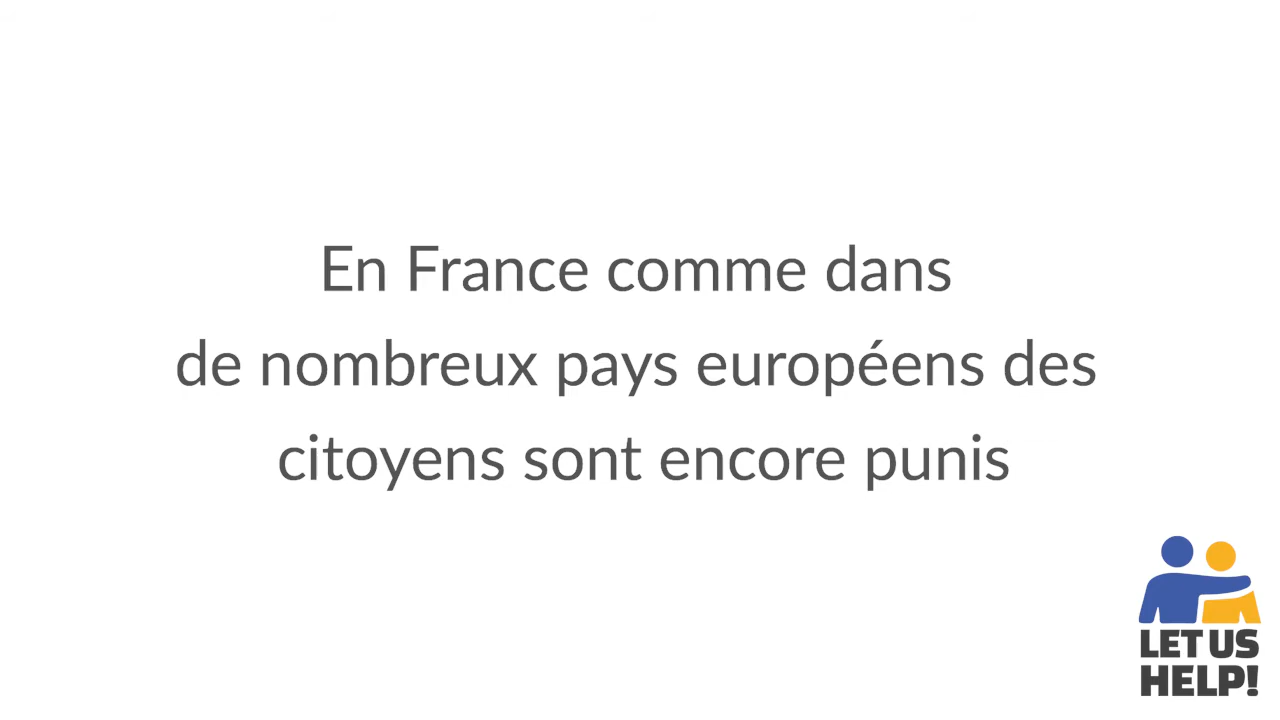 En France comme dans
de nombreux pays européens des
citoyens sont encore punis
LET US
HELP!